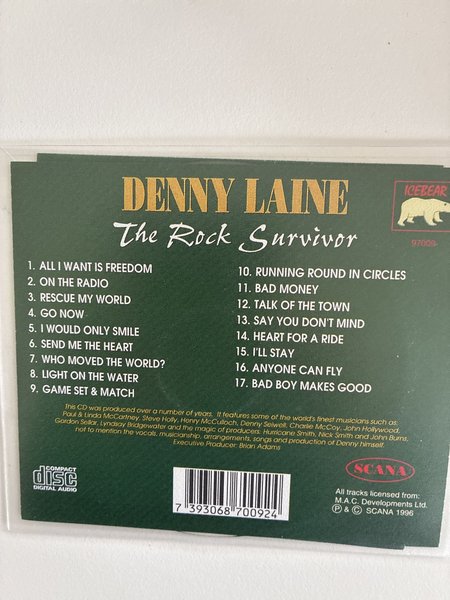 DENNY LAINE
The Rock Survivor
ICEBEAR
1. ALL I WANT IS FREEDOM
2. ON THE RADIO
3. RESCUE MY WORLD
4. GO NOW
5. I WOULD ONLY SMILE
6. SEND ME THE HEART
7. WHO MOVED THE WORLD?
8. LIGHT ON THE WATER
9. GAME SET & MATCH
10. RUNNING ROUND IN CIRCLES
11. BAD MONEY
12. TALK OF THE TOWN
13. SAY YOU DON'T MIND
14. HEART FOR A RIDE
15. I'LL STAY
16. ANYONE CAN FLY
17. BAD BOY MAKES GOOD
This CD was produced over a number of years. It features some of the world's finest musicians such as:
Paul & Linda McCartney, Steve Holly, Henry McCulloch, Denny Seiwell, Charlie McCoy, John Hollywood,
Gordon Sellar, Lyndsay Bridgewater and the magic of producers. Hurricane Smith, Nick Smith and John Burns,
not to mention the vocals, musicianship, arrangements, songs and production of Denny himself.
Executive Producer: Brian Adams
COMPACT
disc
DIGITAL AUDIO
7 393068 700924
SCANA
All tracks licensed from:
M.A.C. Developments Ltd.
℗ & © SCANA 1996